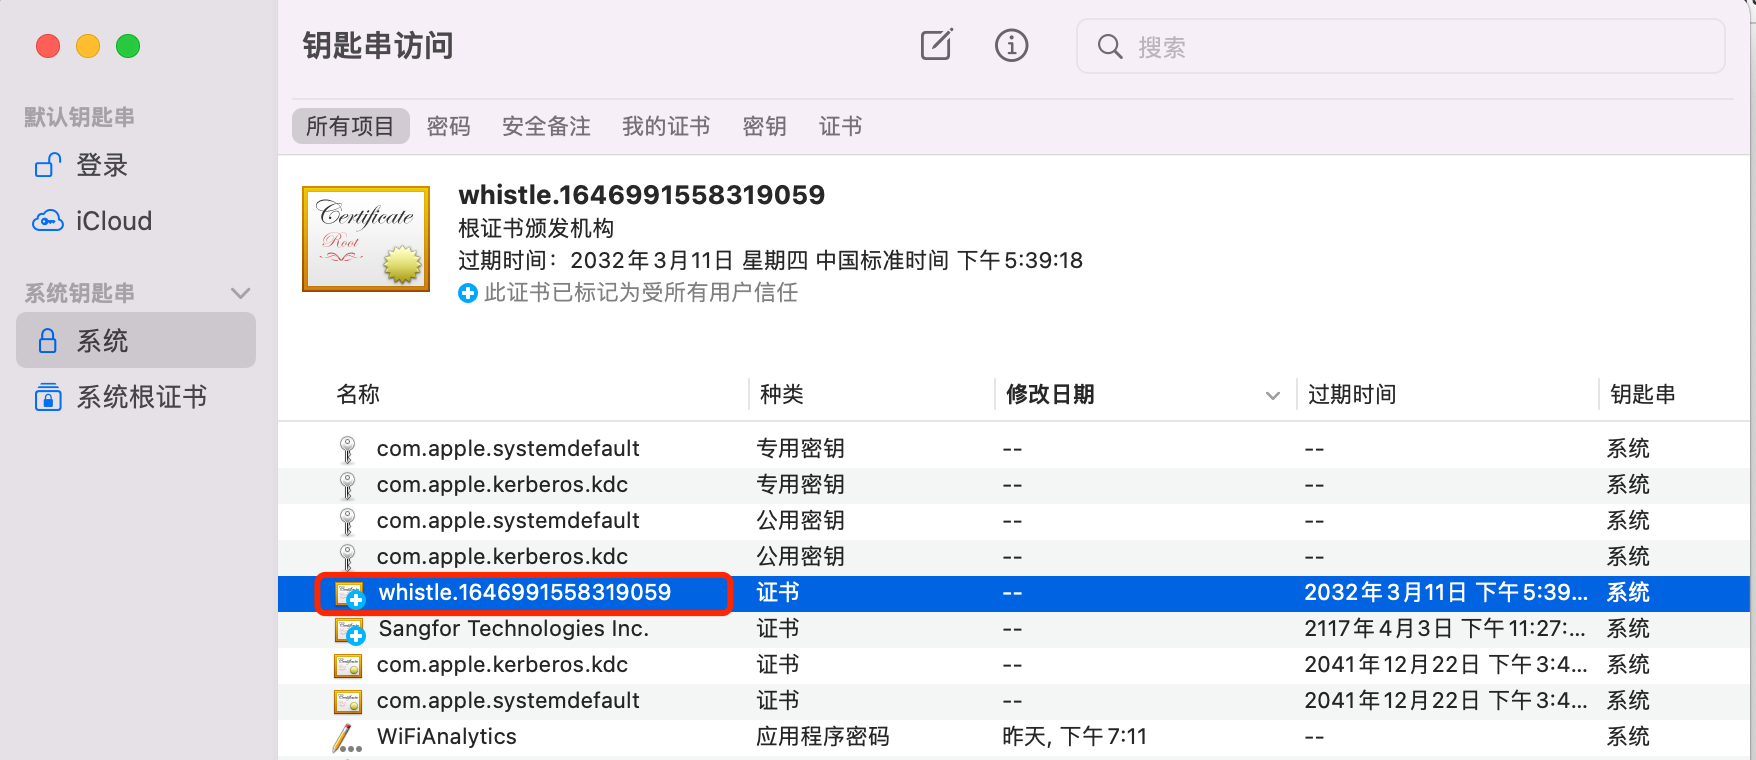 钥匙串访问
搜索
默认钥匙串
登录
iCloud
系统钥匙串
系统
系统根证书
所有项目 密码 安全备注 我的证书 密钥 证书
Certificate
Root
whistle.1646991558319059
根证书颁发机构
过期时间：2032年3月11日 星期四 中国标准时间 下午5:39:18
此证书已标记为受所有用户信任
名称 种类 修改日期 过期时间 钥匙串
com.apple.systemdefault 专用密钥 -- -- 系统
com.apple.kerberos.kdc 专用密钥 -- -- 系统
com.apple.systemdefault 公用密钥 -- -- 系统
com.apple.kerberos.kdc 公用密钥 -- -- 系统
whistle.1646991558319059 证书 -- 2032年3月11日 下午5:39... 系统
Sangfor Technologies Inc. 证书 -- 2117年4月3日 下午11:27:... 系统
com.apple.kerberos.kdc 证书 -- 2041年12月22日 下午3:4... 系统
com.apple.systemdefault 证书 -- 2041年12月22日 下午3:4... 系统
WiFiAnalytics 应用程序密码 昨天, 下午7:11 -- 系统